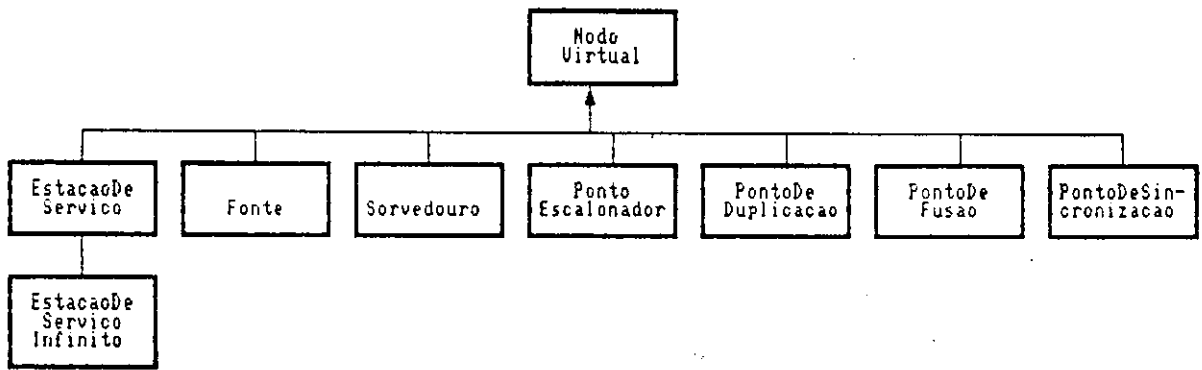 Nodo
Virtual
EstacaoDe
Servico
Fonte
Sorvedouro
Ponto
Escalonador
PontoDe
Duplicacao
PontoDe
Fusao
PontoDeSin-
cronizacao
EstacaoDe
Servico
Infinito